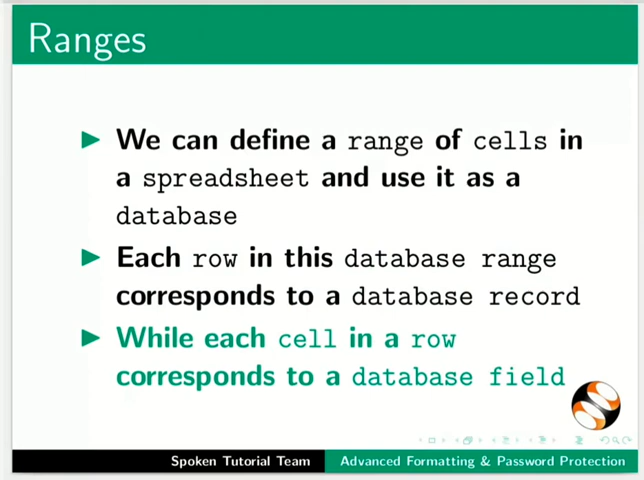 Ranges
We can define a range of cells in
a spreadsheet and use it as a
database
Each row in this database range
corresponds to a database record
While each cell in a row
corresponds to a database field
Spoken Tutorial Team Advanced Formatting & Password Protection